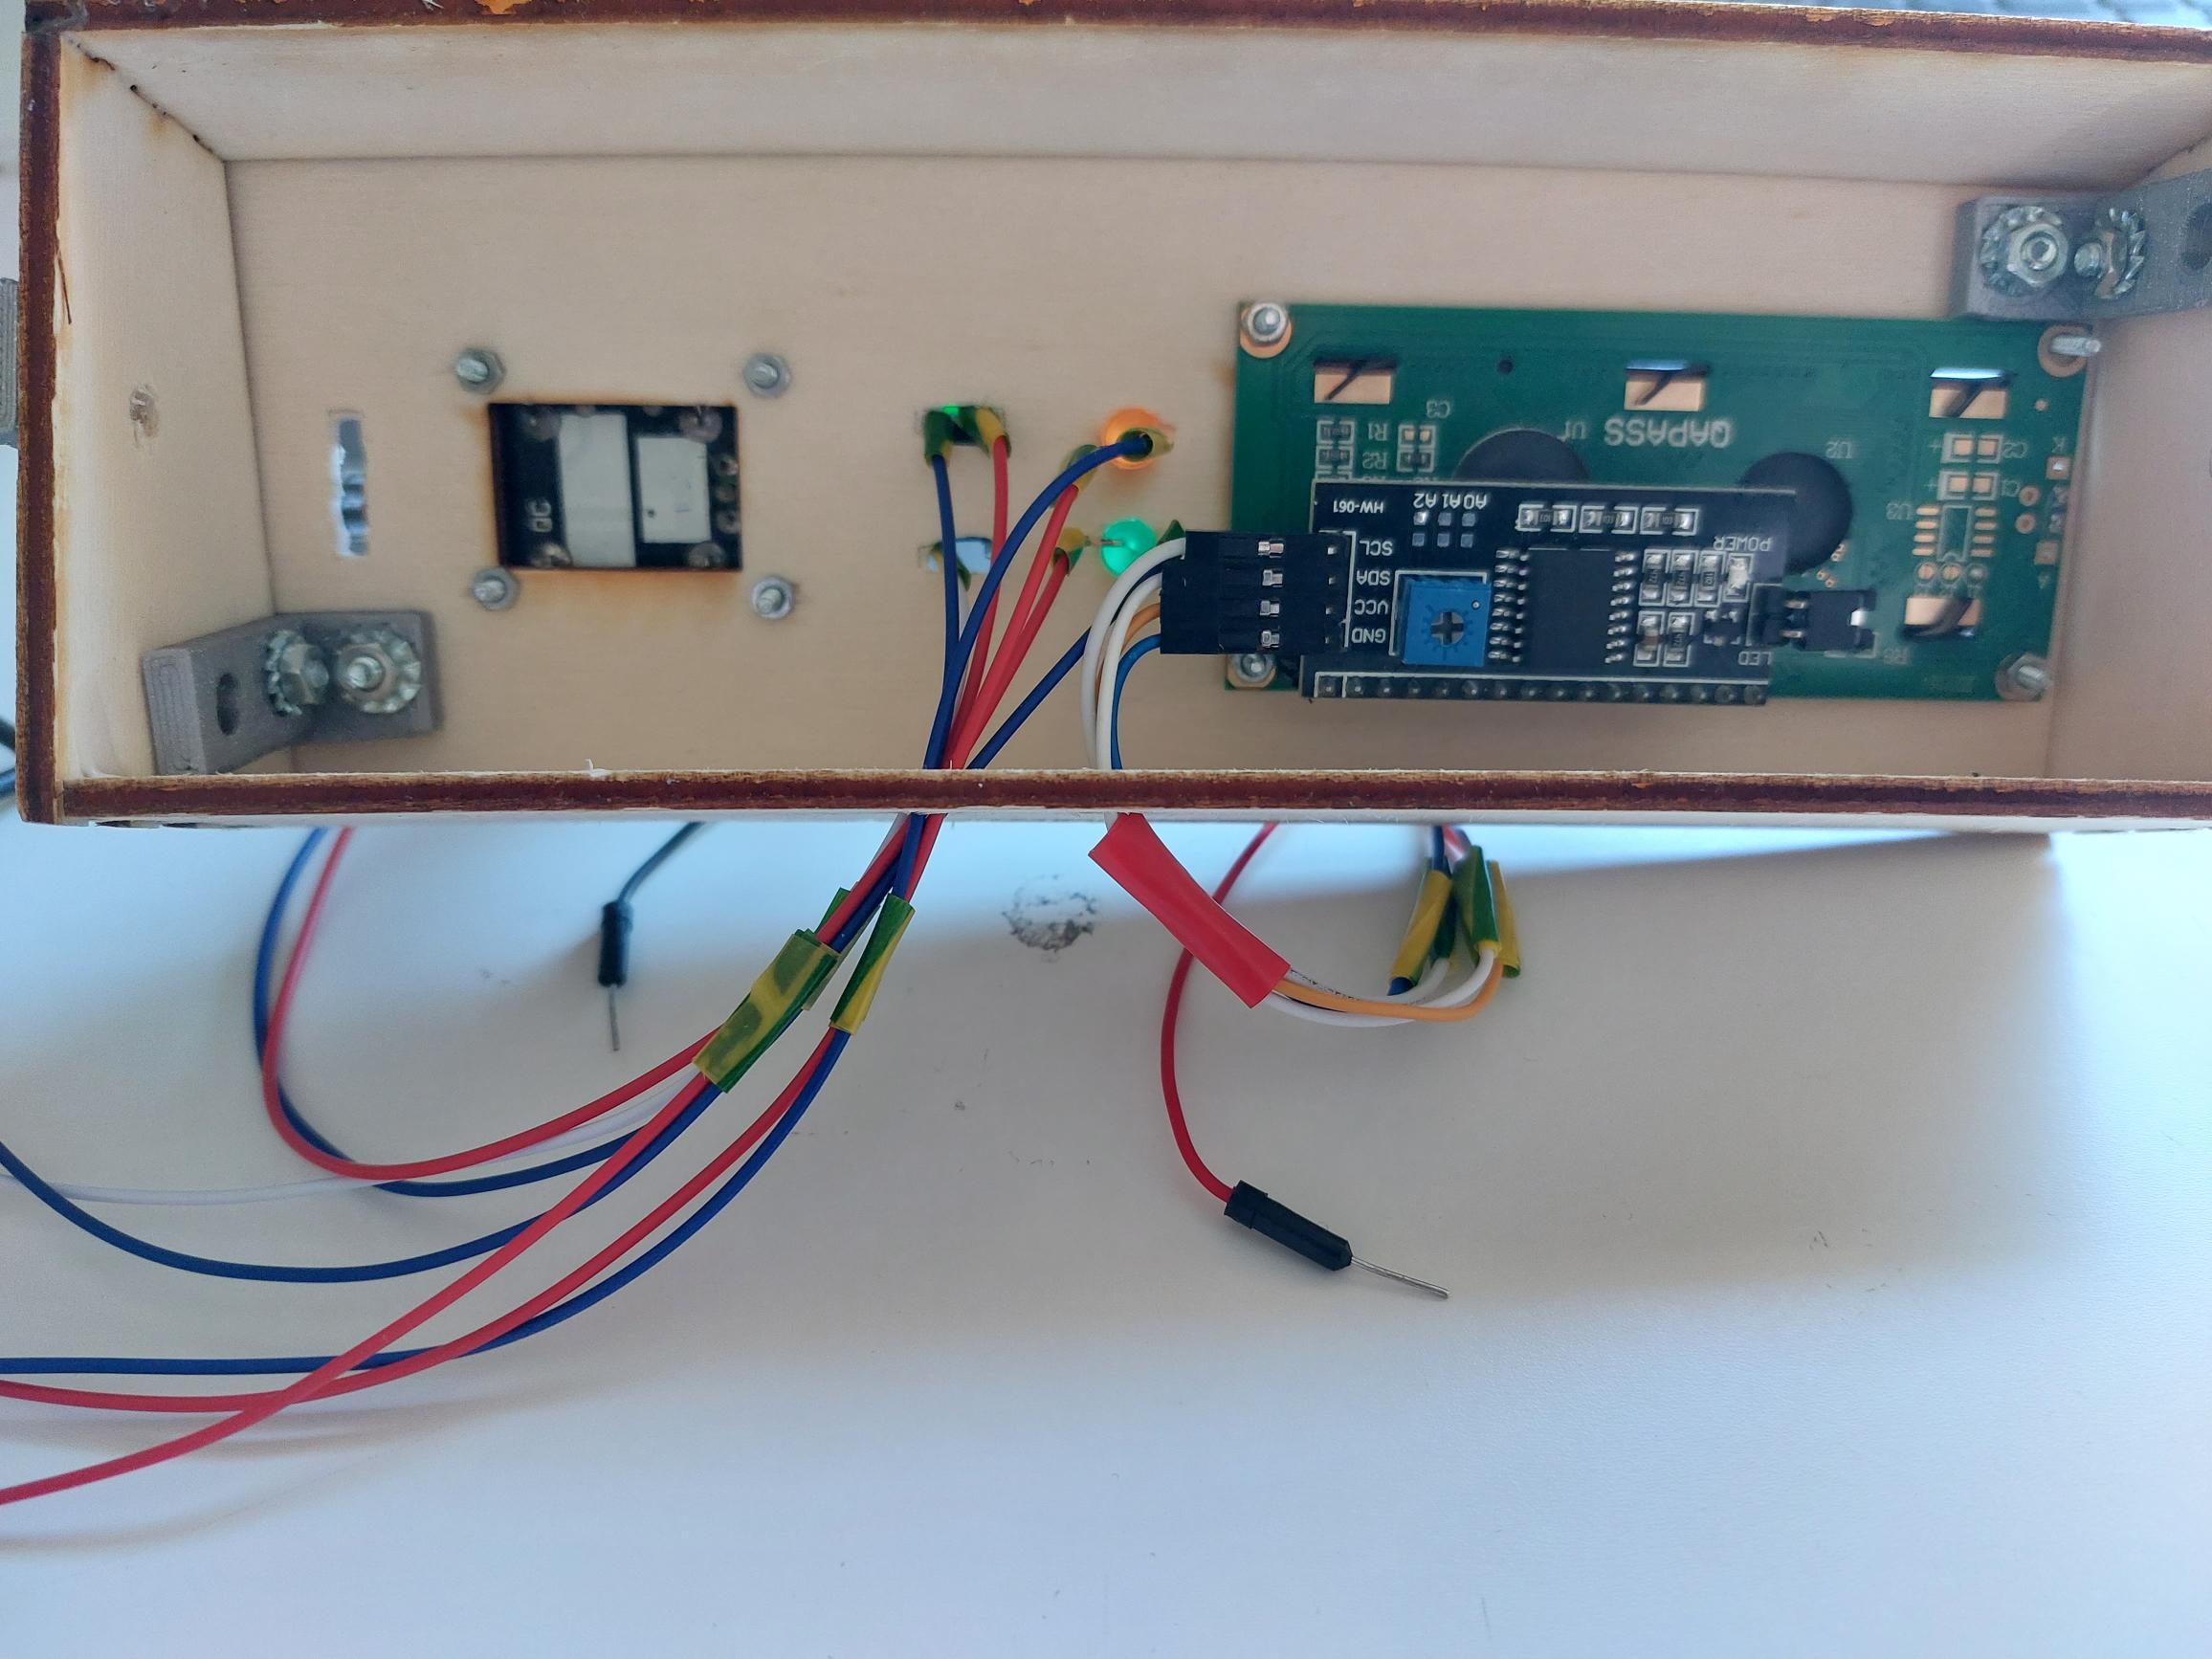 C3
R1
R2
U1
QAPASS
U2
C2
C1
U3
K
A
R8
HW-061
A0 A1 A2
SCL
SDA
VCC
GND
POWER
LED